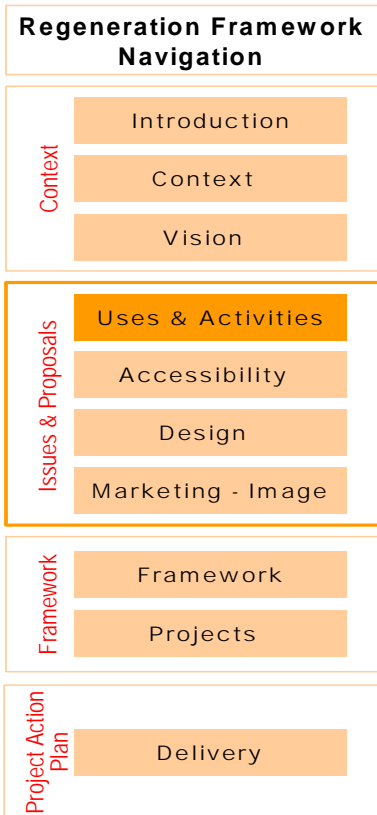 Regeneration Framework
Navigation
Context
Introduction
Context
Vision
Issues & Proposals
Uses & Activities
Accessibility
Design
Marketing - Image
Framework
Framework
Projects
Project Action
Plan
Delivery